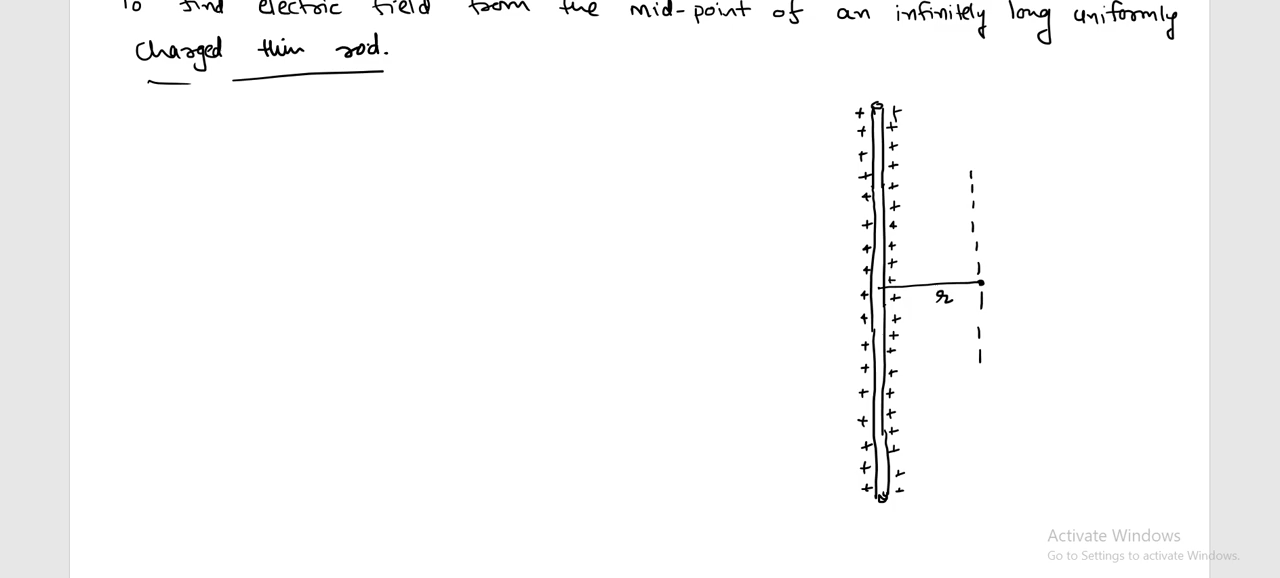 To find electric field from the mid-point of an infinitely long uniformly
charged thin rod.
r
Activate Windows
Go to Settings to activate Windows.